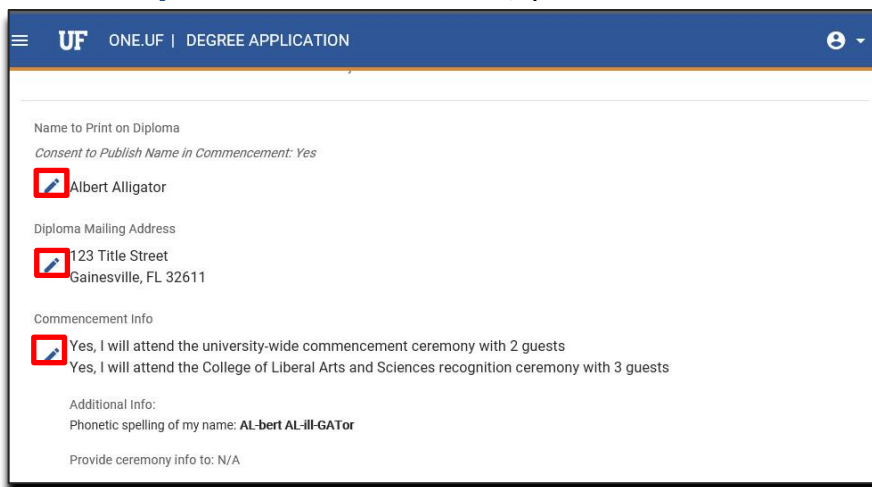 UF ONE.UF | DEGREE APPLICATION
Name to Print on Diploma
Consent to Publish Name in Commencement: Yes
Albert Alligator
Diploma Mailing Address
123 Title Street
Gainesville, FL 32611
Commencement Info
Yes, I will attend the university-wide commencement ceremony with 2 guests
Yes, I will attend the College of Liberal Arts and Sciences recognition ceremony with 3 guests
Additional Info:
Phonetic spelling of my name: AL-bert AL-ill-GATor
Provide ceremony info to: N/A